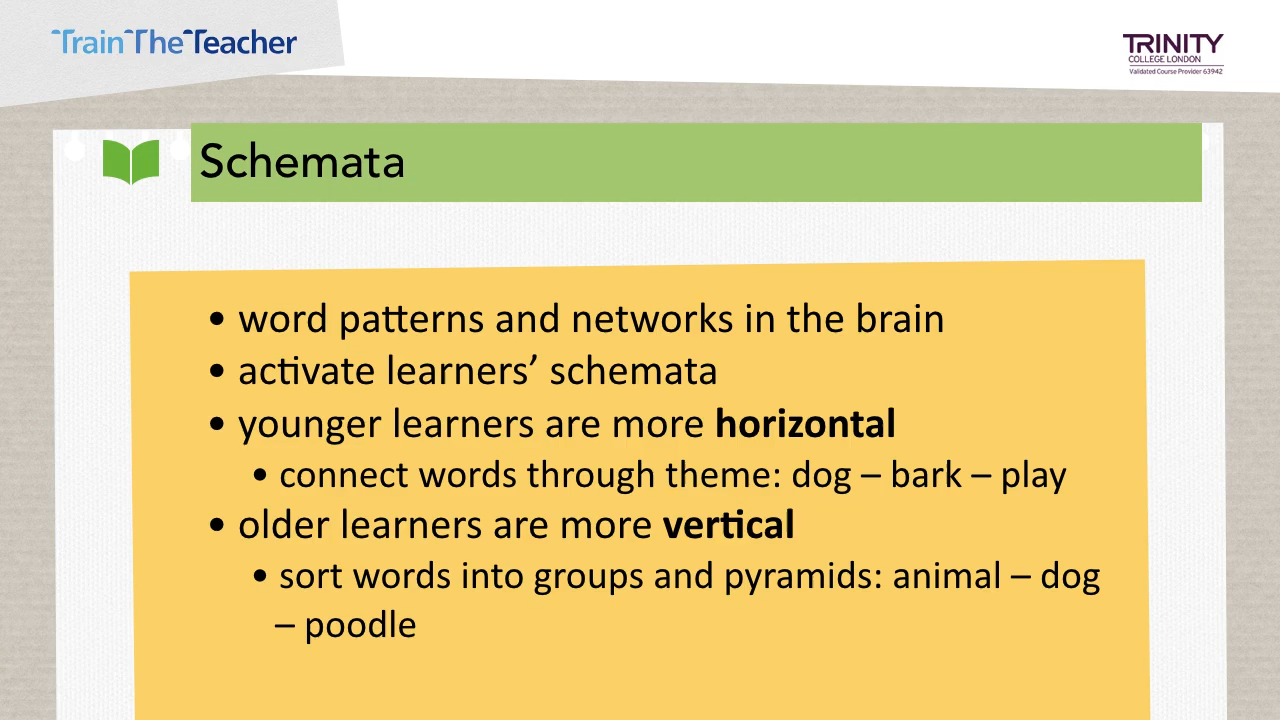 TrainTheTeacher
TRINITY
COLLEGE LONDON
Validated Course Provider 63942
Schemata
• word patterns and networks in the brain
• activate learners’ schemata
• younger learners are more horizontal
• connect words through theme: dog – bark – play
• older learners are more vertical
• sort words into groups and pyramids: animal – dog
– poodle